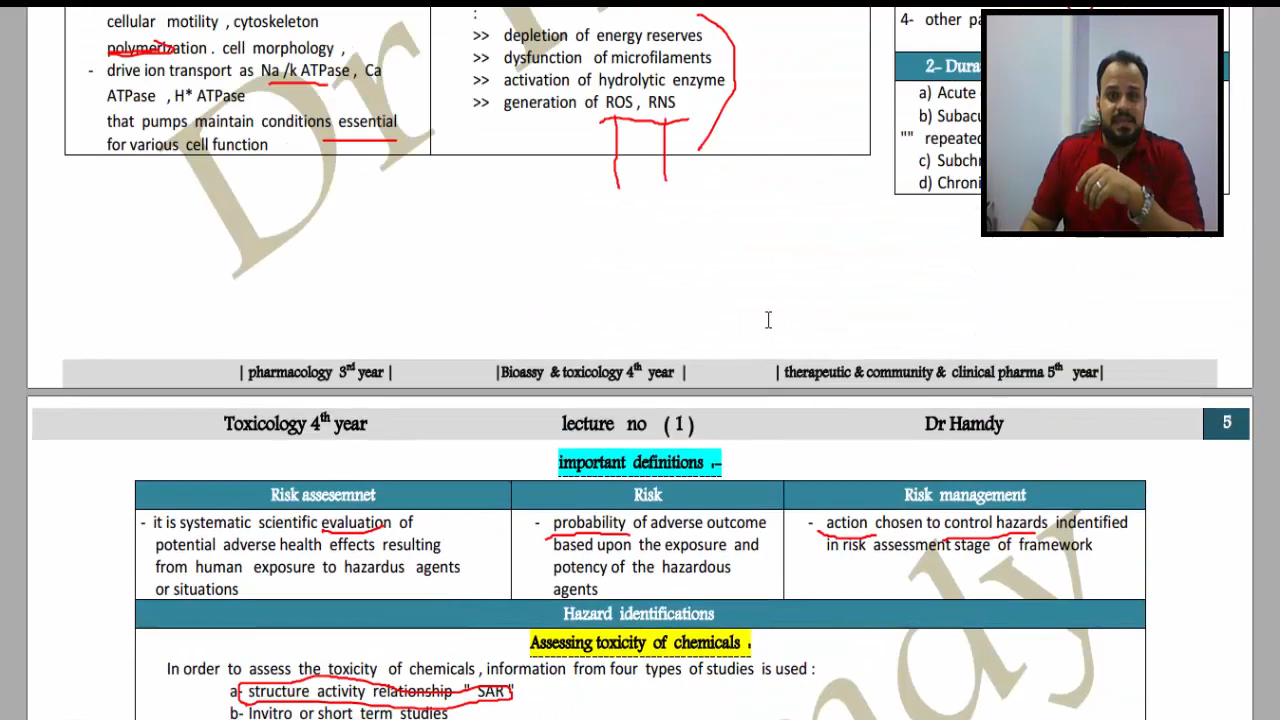 cellular motility , cytoskeleton
polymerization . cell morphology ,
- drive ion transport as Na /k ATPase , Ca
ATPase , H* ATPase
that pumps maintain conditions essential
for various cell function
:
>> depletion of energy reserves
>> dysfunction of microfilaments
>> activation of hydrolytic enzyme
>> generation of ROS , RNS
4- other
2-
a) Acute
b)
"" repeated
c)
d)
| pharmacology 3rd year |
|Bioassy & toxicology 4th year |
| therapeutic & community & clinical pharma 5th year|
Toxicology 4th year
lecture no ( 1 )
Dr Hamdy
5
important definitions :-
Risk assesemnet
- it is systematic scientific evaluation of
potential adverse health effects resulting
from human exposure to hazardus agents
or situations
Risk
- probability of adverse outcome
based upon the exposure and
potency of the hazardous
agents
Risk management
- action chosen to control hazards indentified
in risk assessment stage of framework
Hazard identifications
Assessing toxicity of chemicals :
In order to assess the toxicity of chemicals , information from four types of studies is used :
a- structure activity relationship " SAR"
b- Invitro or short term studies